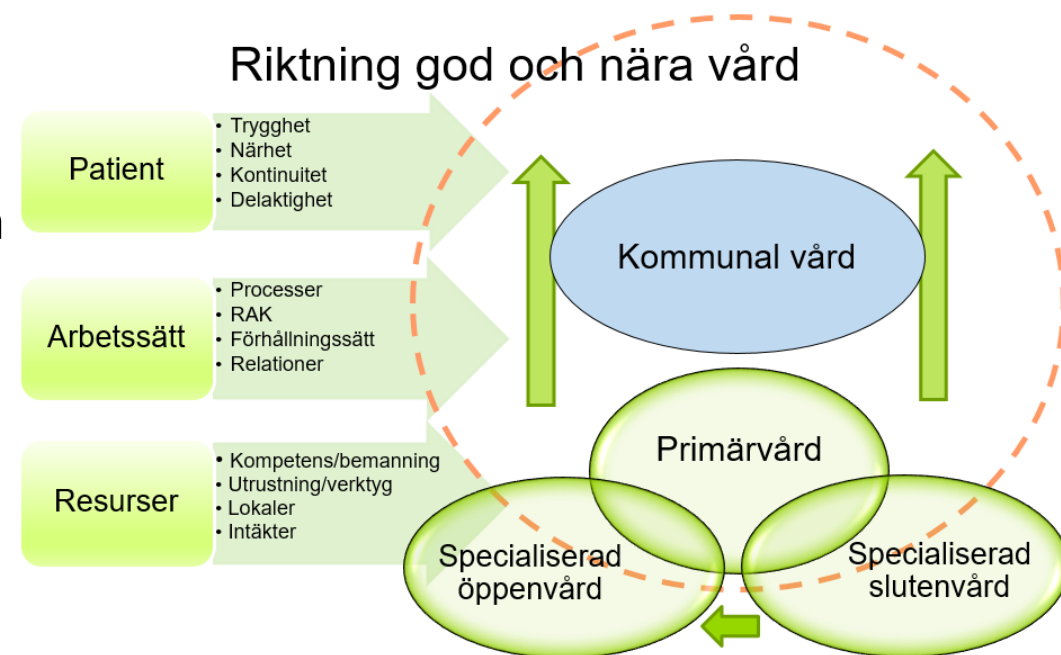 Riktning god och nära vård
Patient
• Trygghet
• Närhet
• Kontinuitet
• Delaktighet
Arbetssätt
• Processer
• RAK
• Förhållningssätt
• Relationer
Resurser
• Kompetens/bemanning
• Utrustning/verktyg
• Lokaler
• Intäkter
Kommunal vård
Primärvård
Specialiserad
öppenvård
Specialiserad
slutenvård